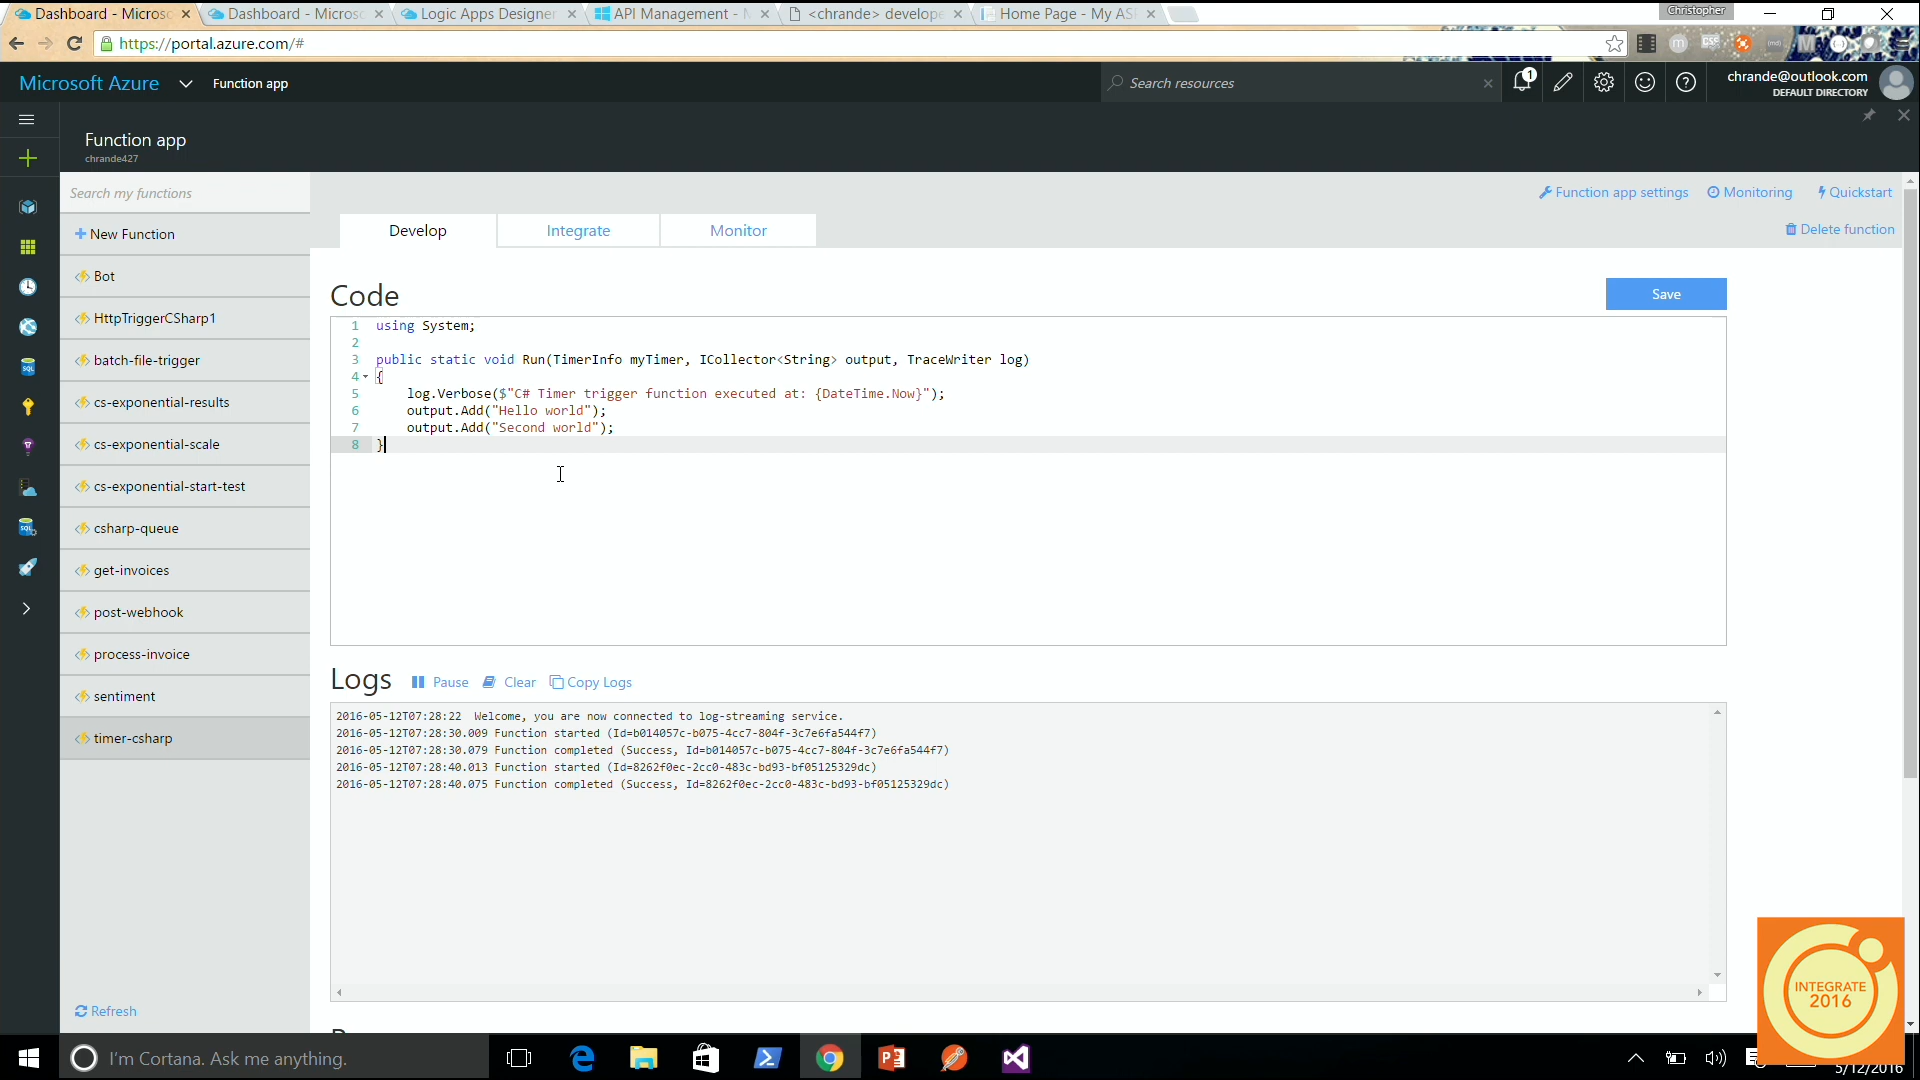 Dashboard - Micros
Dashboard - Micros
Logic Apps Designer
API Management -
<chrande> develope
Home Page - My AS
Christopher
https://portal.azure.com/#
Microsoft Azure
Function app
Search resources
1
chrande@outlook.com
DEFAULT DIRECTORY
Function app
chrande427
Search my functions
Function app settings
Monitoring
Quickstart
New Function
Develop
Integrate
Monitor
Delete function
Bot
HttpTriggerCSharp1
batch-file-trigger
cs-exponential-results
cs-exponential-scale
cs-exponential-start-test
csharp-queue
get-invoices
post-webhook
process-invoice
sentiment
timer-csharp
Refresh
Code
Save
1 using System;
2
3 public static void Run(TimerInfo myTimer, ICollector<String> output, TraceWriter log)
4 {
5 log.Verbose($"C# Timer trigger function executed at: {DateTime.Now}");
6 output.Add("Hello world");
7 output.Add("Second world");
8 }
Logs
Pause
Clear
Copy Logs
2016-05-12T07:28:22 Welcome, you are now connected to log-streaming service.
2016-05-12T07:28:30.009 Function started (Id=b014057c-b075-4cc7-804f-3c7e6fa544f7)
2016-05-12T07:28:30.079 Function completed (Success, Id=b014057c-b075-4cc7-804f-3c7e6fa544f7)
2016-05-12T07:28:40.013 Function started (Id=8262f0ec-2cc0-483c-bd93-bf05125329dc)
2016-05-12T07:28:40.075 Function completed (Success, Id=8262f0ec-2cc0-483c-bd93-bf05125329dc)
INTEGRATE
2016
I'm Cortana. Ask me anything.
5/12/2016